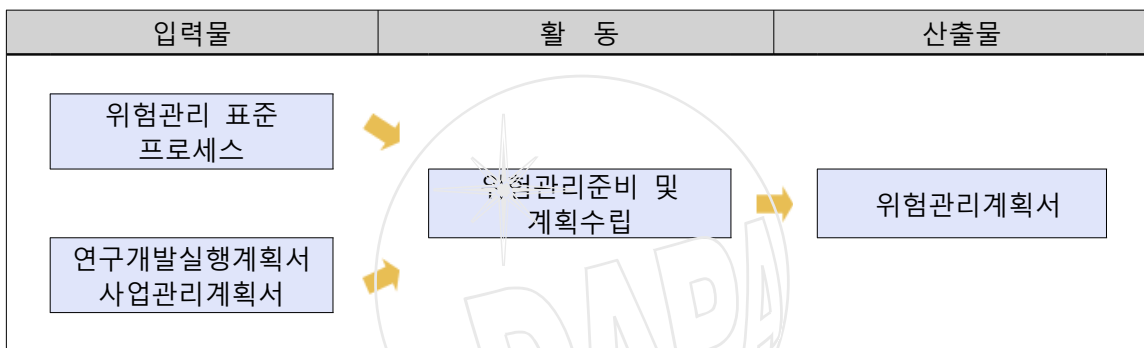 입력물 활 동 산출물
위험관리 표준
프로세스
위험관리준비 및
계획수립
위험관리계획서
연구개발실행계획서
사업관리계획서
DAPA